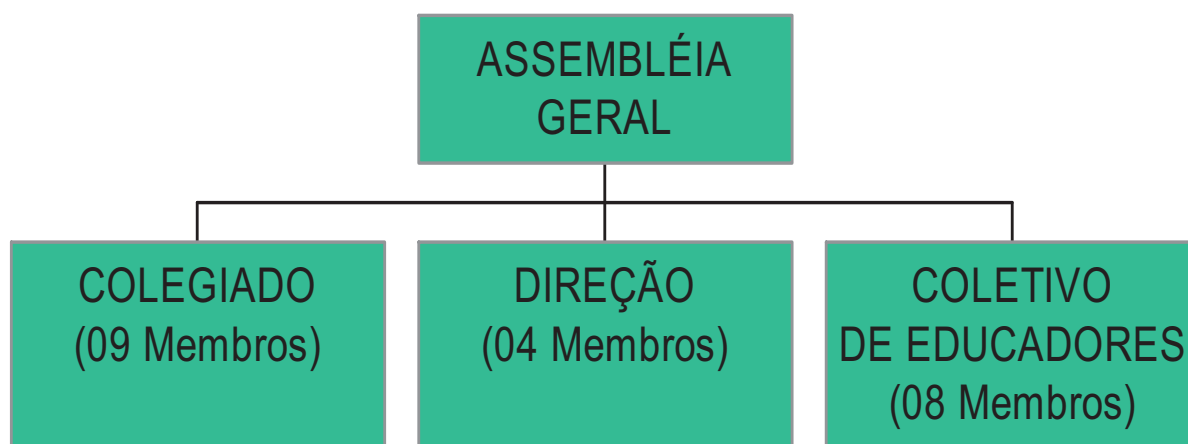 ASSEMBLÉIA
GERAL
COLEGIADO
(09 Membros)
DIREÇÃO
(04 Membros)
COLETIVO
DE EDUCADORES
(08 Membros)